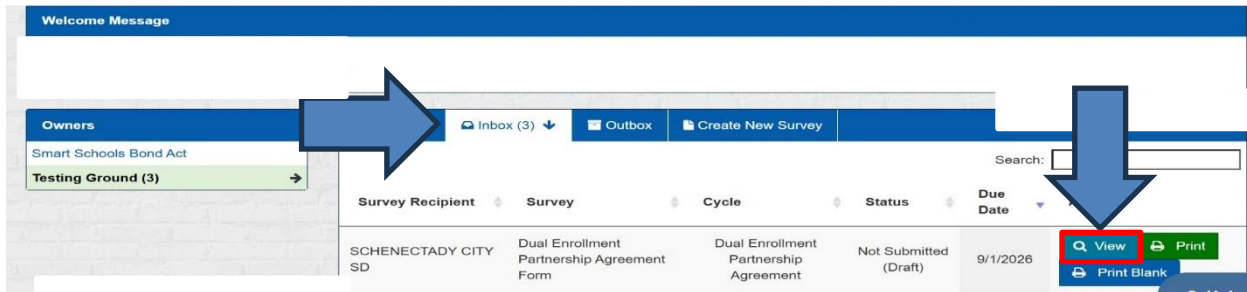 Welcome Message
Owners
Inbox (3)
Outbox
Create New Survey
Smart Schools Bond Act
Testing Ground (3)
Search:
Survey Recipient
Survey
Cycle
Status
Due
Date
SCHENECTADY CITY
SD
Dual Enrollment
Partnership Agreement
Form
Dual Enrollment
Partnership
Agreement
Not Submitted
(Draft)
9/1/2026
View
Print
Print Blank